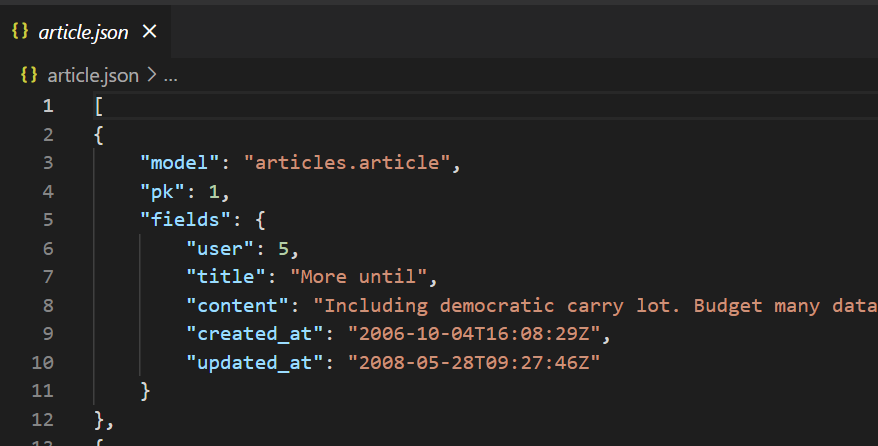 {} article.json ×
{} article.json > ...
1 [
2 {
3 "model": "articles.article",
4 "pk": 1,
5 "fields": {
6 "user": 5,
7 "title": "More until",
8 "content": "Including democratic carry lot. Budget many data
9 "created_at": "2006-10-04T16:08:29Z",
10 "updated_at": "2008-05-28T09:27:46Z"
11 }
12 },
13 {